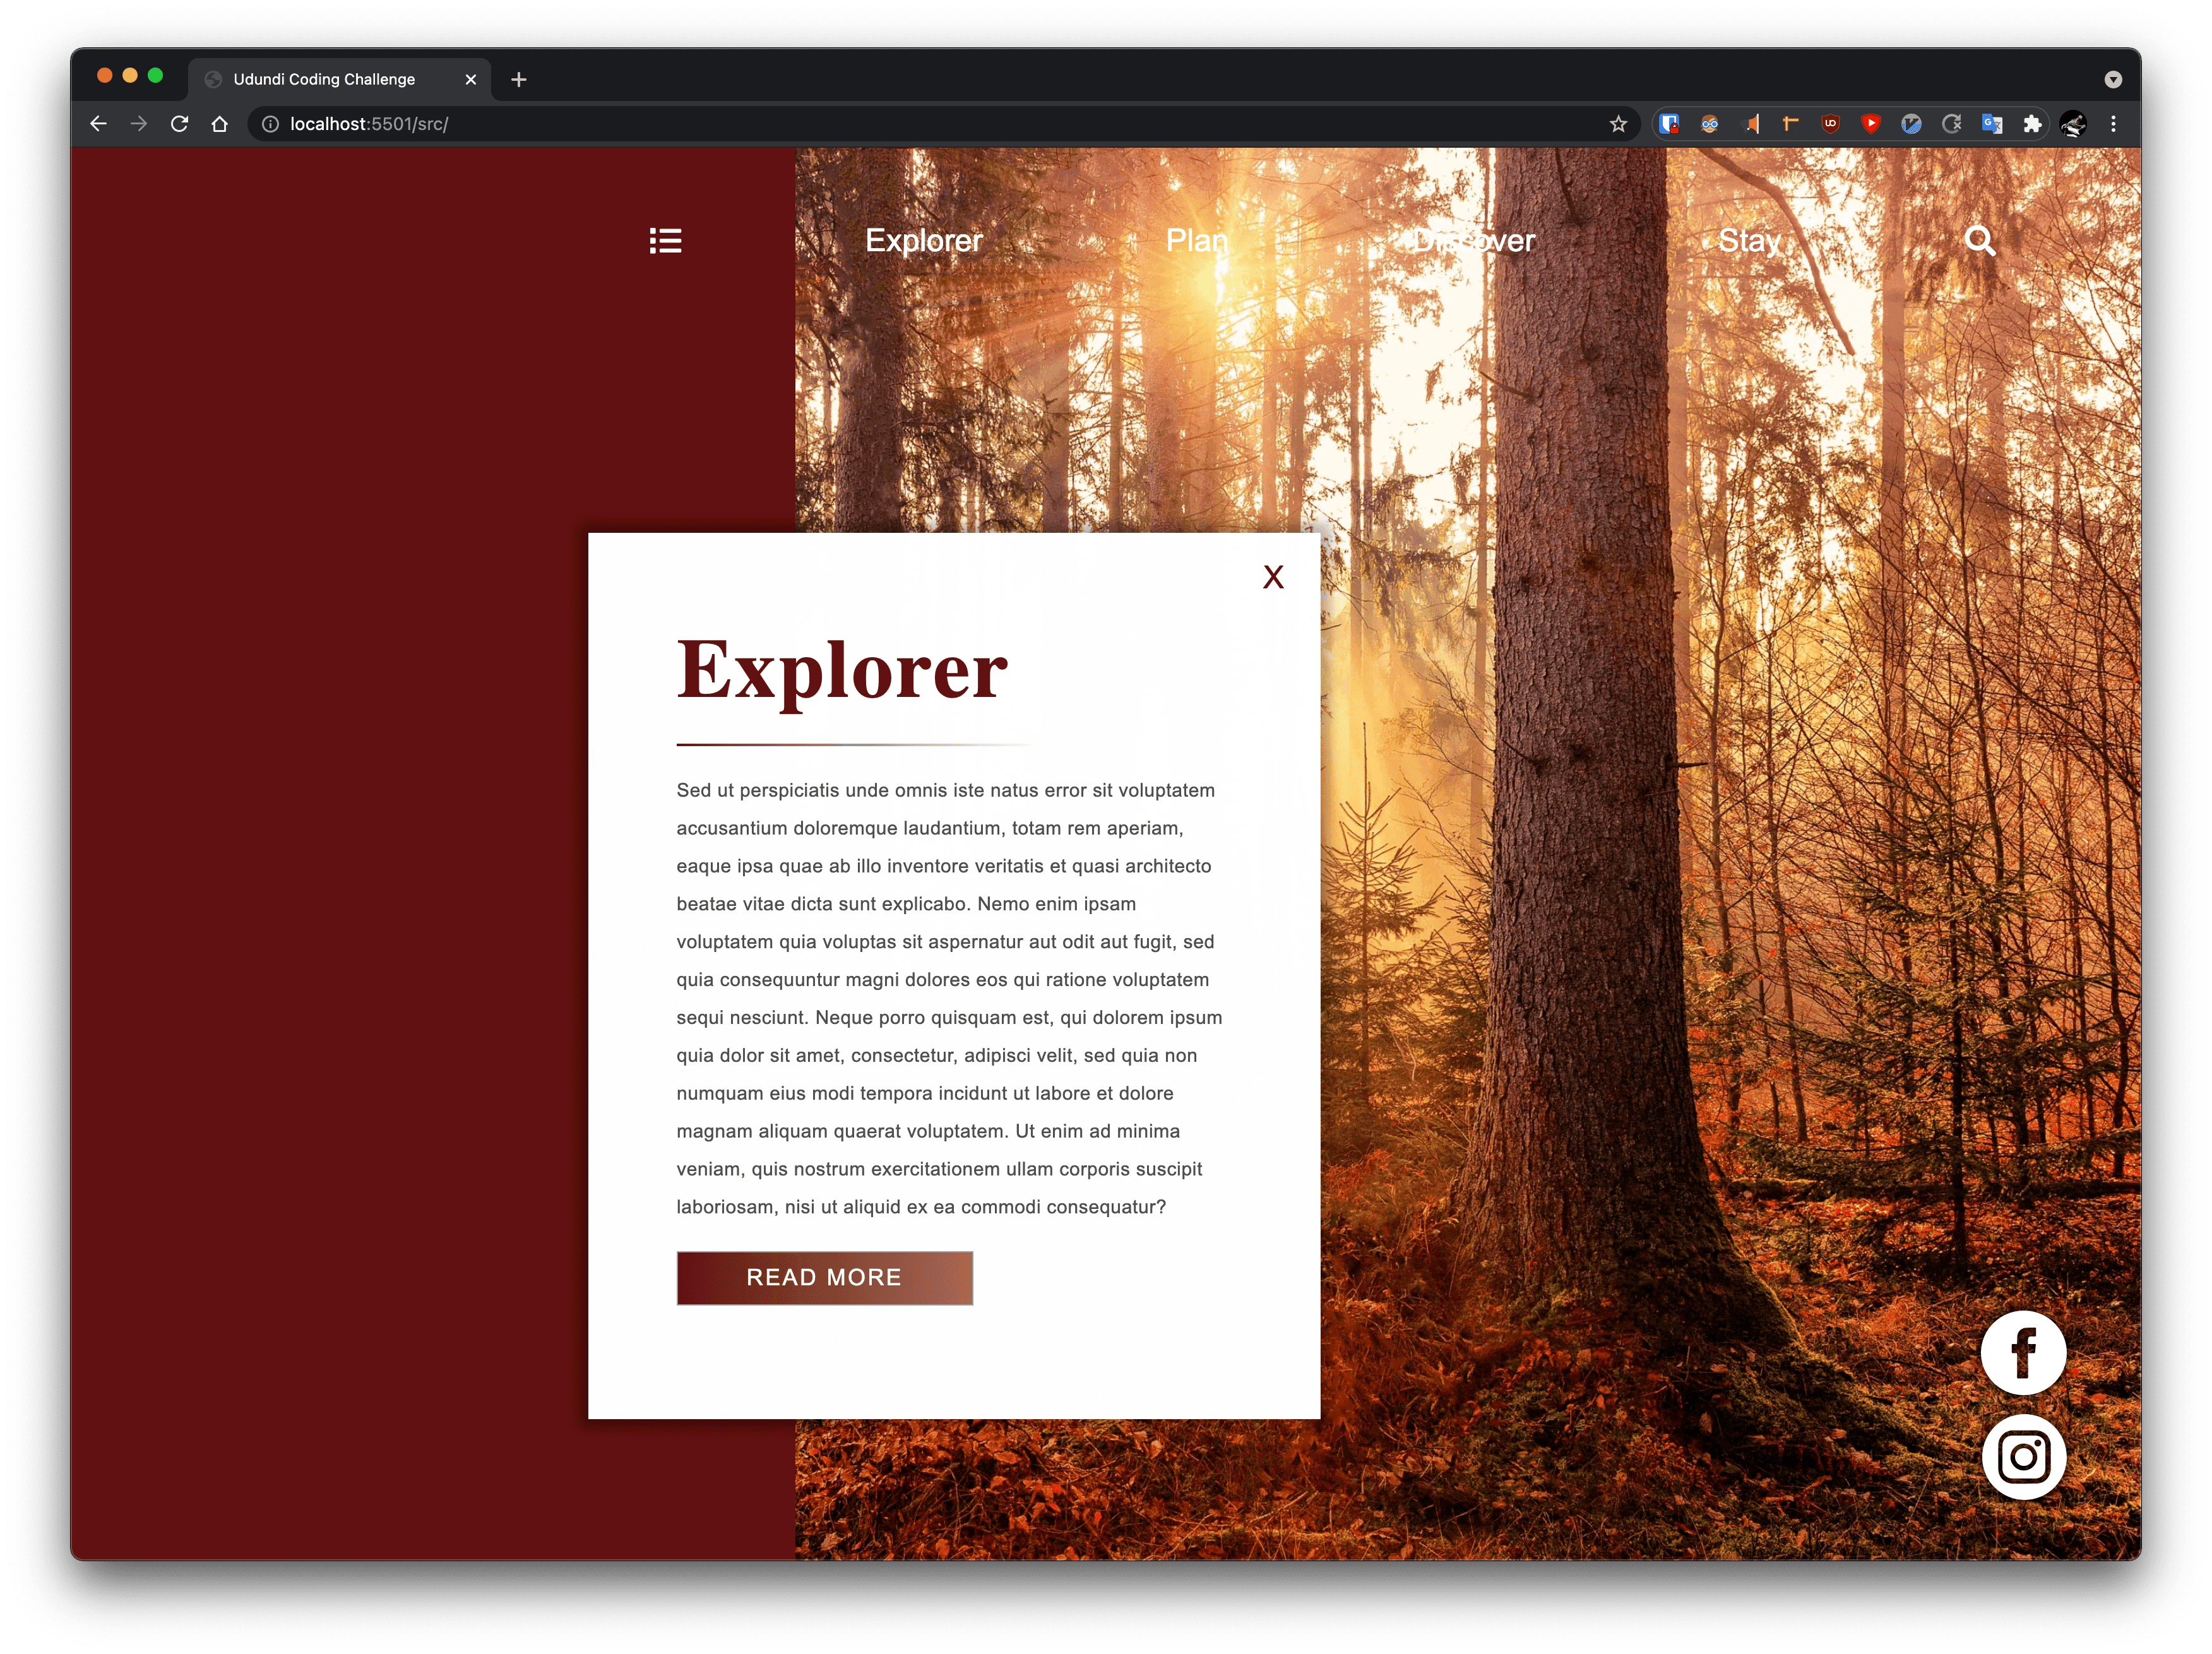 Udundi Coding Challenge
localhost:5501/src/
Explorer Plan Discover Stay
X
Explorer
Sed ut perspiciatis unde omnis iste natus error sit voluptatem
accusantium doloremque laudantium, totam rem aperiam,
eaque ipsa quae ab illo inventore veritatis et quasi architecto
beatae vitae dicta sunt explicabo. Nemo enim ipsam
voluptatem quia voluptas sit aspernatur aut odit aut fugit, sed
quia consequuntur magni dolores eos qui ratione voluptatem
sequi nesciunt. Neque porro quisquam est, qui dolorem ipsum
quia dolor sit amet, consectetur, adipisci velit, sed quia non
numquam eius modi tempora incidunt ut labore et dolore
magnam aliquam quaerat voluptatem. Ut enim ad minima
veniam, quis nostrum exercitationem ullam corporis suscipit
laboriosam, nisi ut aliquid ex ea commodi consequatur?
READ MORE